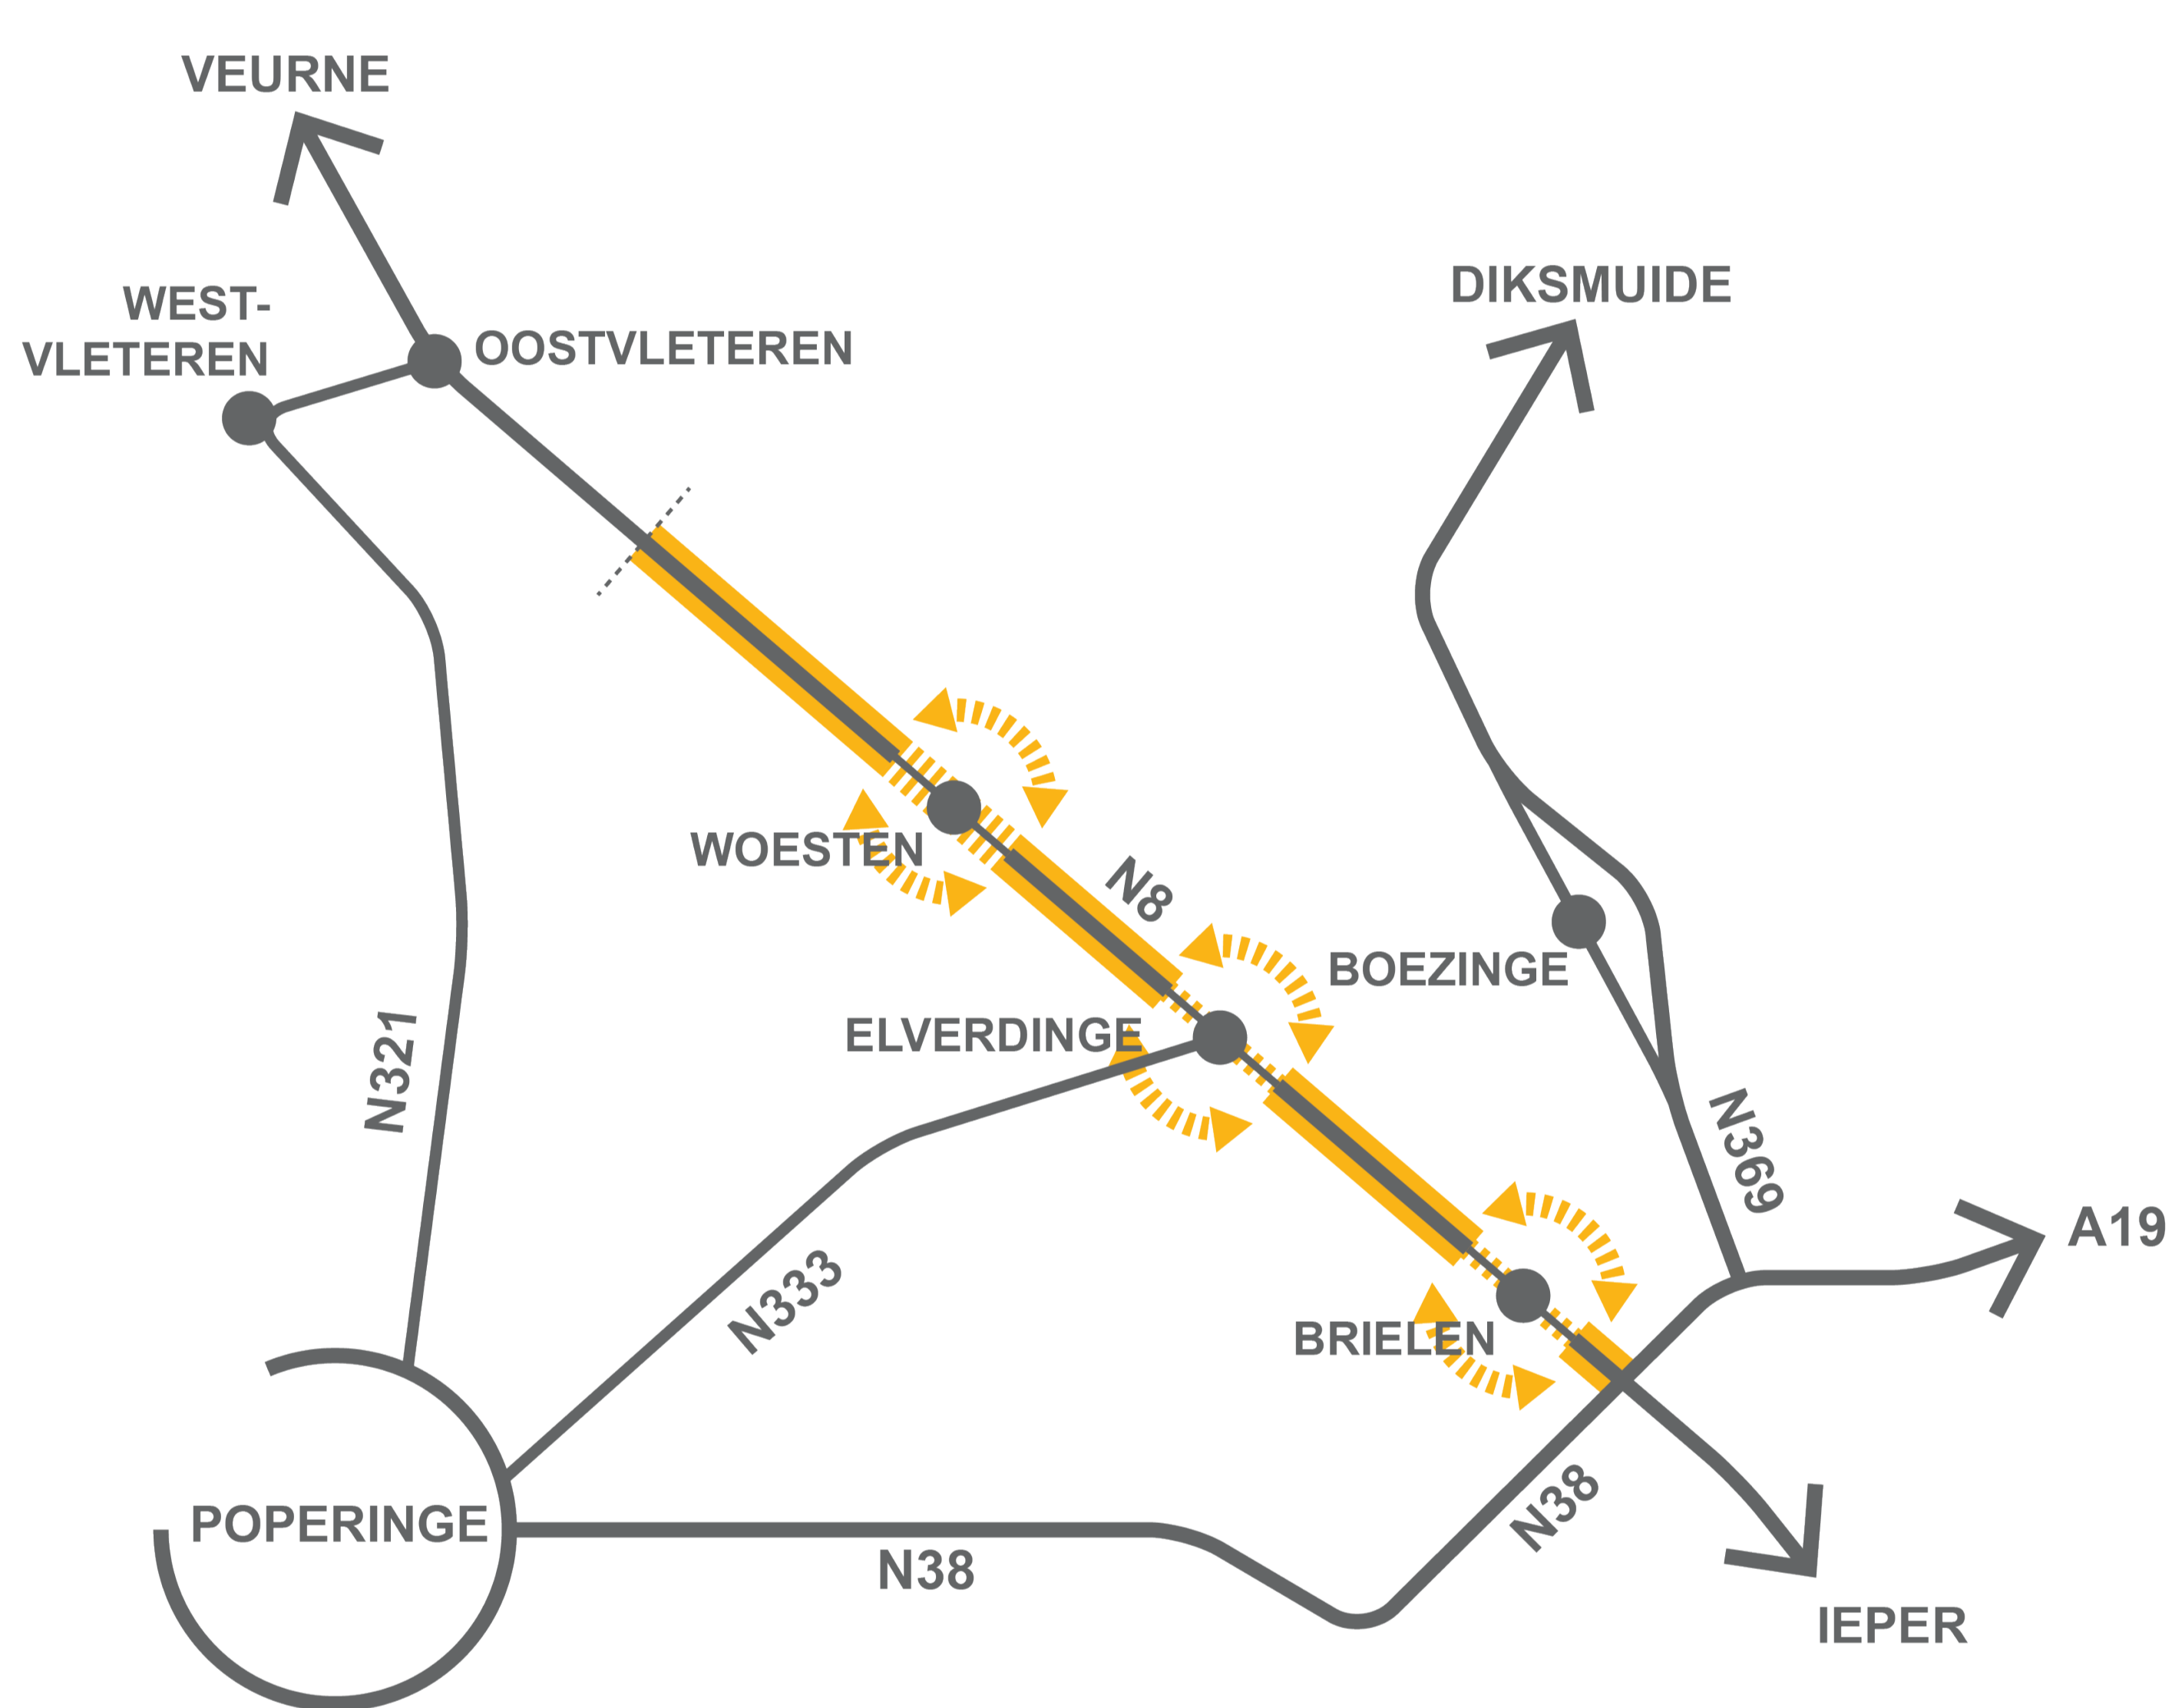 VEURNE
WEST-
VLETEREN
OOSTVLETEREN
DIKSMUIDE
WOESTEN
N8
BOEZINGE
ELVERDINGE
N321
N369
A19
N333
BRIELEN
POPERINGE
N38
N38
IEPER